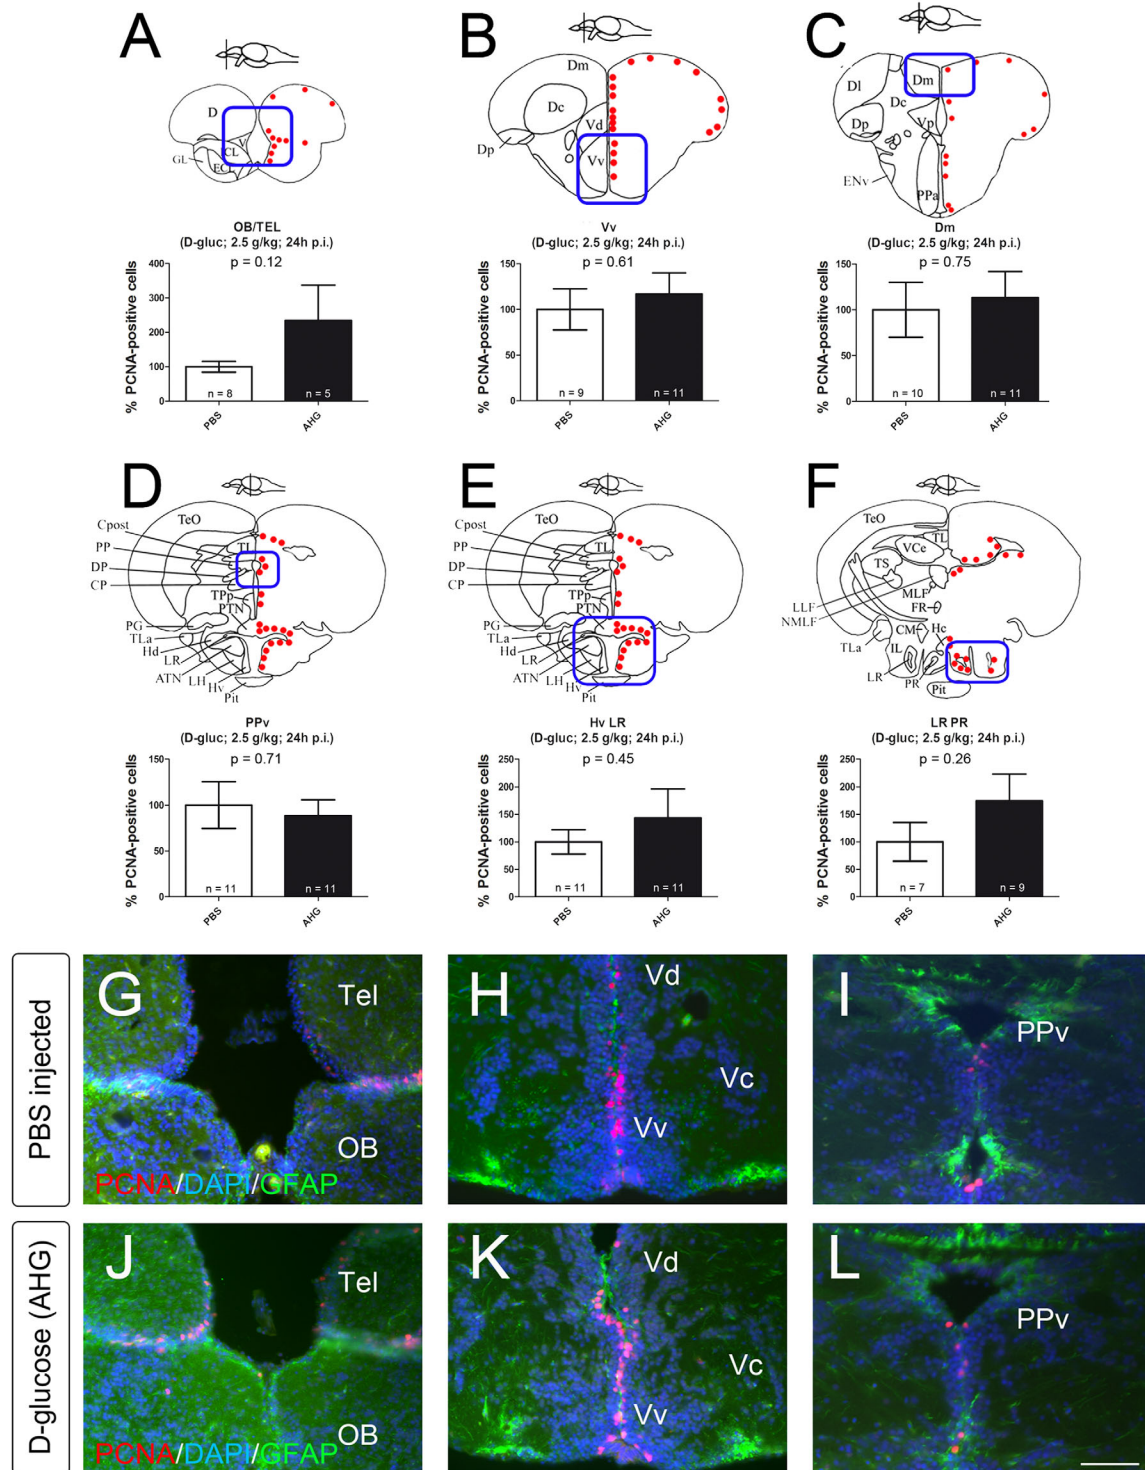 A
B
C
D
V
GL
ICL
ECL
Dm
Dc
Vd
Dp
Vv
Dl
Dm
Dc
Dp
Vp
ENv
PPa
OB/TEL
(D-gluc; 2.5 g/kg; 24h p.i.)
p = 0.12
% PCNA-positive cells
400
300
200
100
0
n = 8
n = 5
PBS
AHG
Vv
(D-gluc; 2.5 g/kg; 24h p.i.)
p = 0.61
% PCNA-positive cells
150
100
50
0
n = 9
n = 11
PBS
AHG
Dm
(D-gluc; 2.5 g/kg; 24h p.i.)
p = 0.75
% PCNA-positive cells
150
100
50
0
n = 10
n = 11
PBS
AHG
D
E
F
TeO
Cpost
TL
PP
DP
CP
TPp
PTN
PG
TLa
Hd
LR
ATN
LH
Hv
Pit
TeO
Cpost
TL
PP
DP
CP
TPp
PTN
PG
TLa
Hd
LR
ATN
LH
Hv
Pit
TeO
TL
VCe
TS
MLF
LLF
FR
NMLF
CM
Hc
TLa
IL
LR
PR
Pit
PPv
(D-gluc; 2.5 g/kg; 24h p.i.)
p = 0.71
% PCNA-positive cells
150
100
50
0
n = 11
n = 11
PBS
AHG
Hv LR
(D-gluc; 2.5 g/kg; 24h p.i.)
p = 0.45
% PCNA-positive cells
250
200
150
100
50
0
n = 11
n = 11
PBS
AHG
LR PR
(D-gluc; 2.5 g/kg; 24h p.i.)
p = 0.26
% PCNA-positive cells
250
200
150
100
50
0
n = 7
n = 9
PBS
AHG
PBS injected
G
Tel
OB
PCNA/DAPI/GFAP
H
Vd
Vc
Vv
I
PPv
D-glucose (AHG)
J
Tel
OB
PCNA/DAPI/GFAP
K
Vd
Vc
Vv
L
PPv